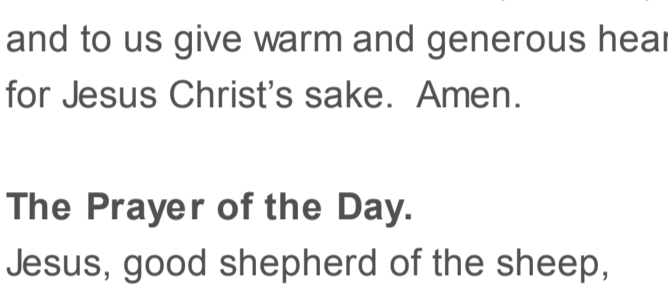 and to us give warm and generous
for Jesus Christ’s sake.  Amen.
The Prayer of the Day.
Jesus, good shepherd of the sheep,